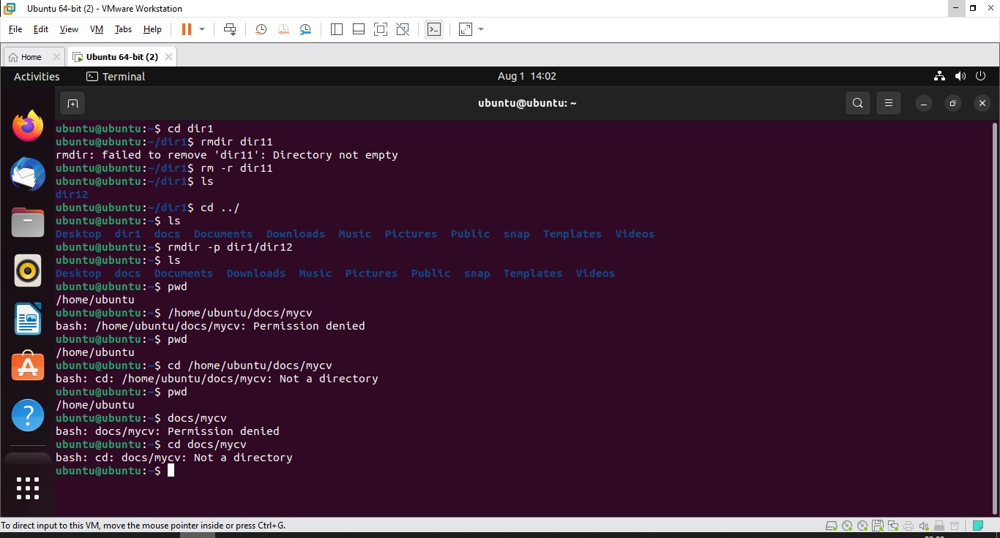 Ubuntu 64-bit (2) - VMware Workstation
File Edit View VM Tabs Help
Home Ubuntu 64-bit (2)
Activities Terminal Aug 1 14:02
ubuntu@ubuntu: ~
ubuntu@ubuntu:~$ cd dir1
ubuntu@ubuntu:~/dir1$ rmdir dir11
rmdir: failed to remove 'dir11': Directory not empty
ubuntu@ubuntu:~/dir1$ rm -r dir11
ubuntu@ubuntu:~/dir1$ ls
dir12
ubuntu@ubuntu:~/dir1$ cd ../
ubuntu@ubuntu:~$ ls
Desktop dir1 docs Documents Downloads Music Pictures Public snap Templates Videos
ubuntu@ubuntu:~$ rmdir -p dir1/dir12
ubuntu@ubuntu:~$ ls
Desktop docs Documents Downloads Music Pictures Public snap Templates Videos
ubuntu@ubuntu:~$ pwd
/home/ubuntu
ubuntu@ubuntu:~$ /home/ubuntu/docs/mycv
bash: /home/ubuntu/docs/mycv: Permission denied
ubuntu@ubuntu:~$ pwd
/home/ubuntu
ubuntu@ubuntu:~$ cd /home/ubuntu/docs/mycv
bash: cd: /home/ubuntu/docs/mycv: Not a directory
ubuntu@ubuntu:~$ pwd
/home/ubuntu
ubuntu@ubuntu:~$ docs/mycv
bash: docs/mycv: Permission denied
ubuntu@ubuntu:~$ cd docs/mycv
bash: cd: docs/mycv: Not a directory
ubuntu@ubuntu:~$
To direct input to this VM, move the mouse pointer inside or press Ctrl+G.